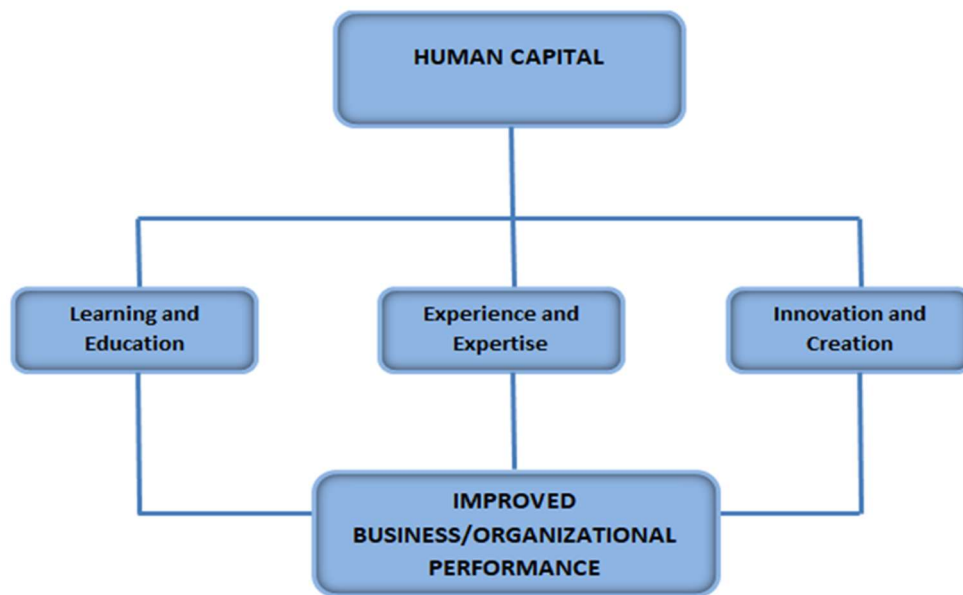 HUMAN CAPITAL
Learning and
Education
Experience and
Expertise
Innovation and
Creation
IMPROVED
BUSINESS/ORGANIZATIONAL
PERFORMANCE